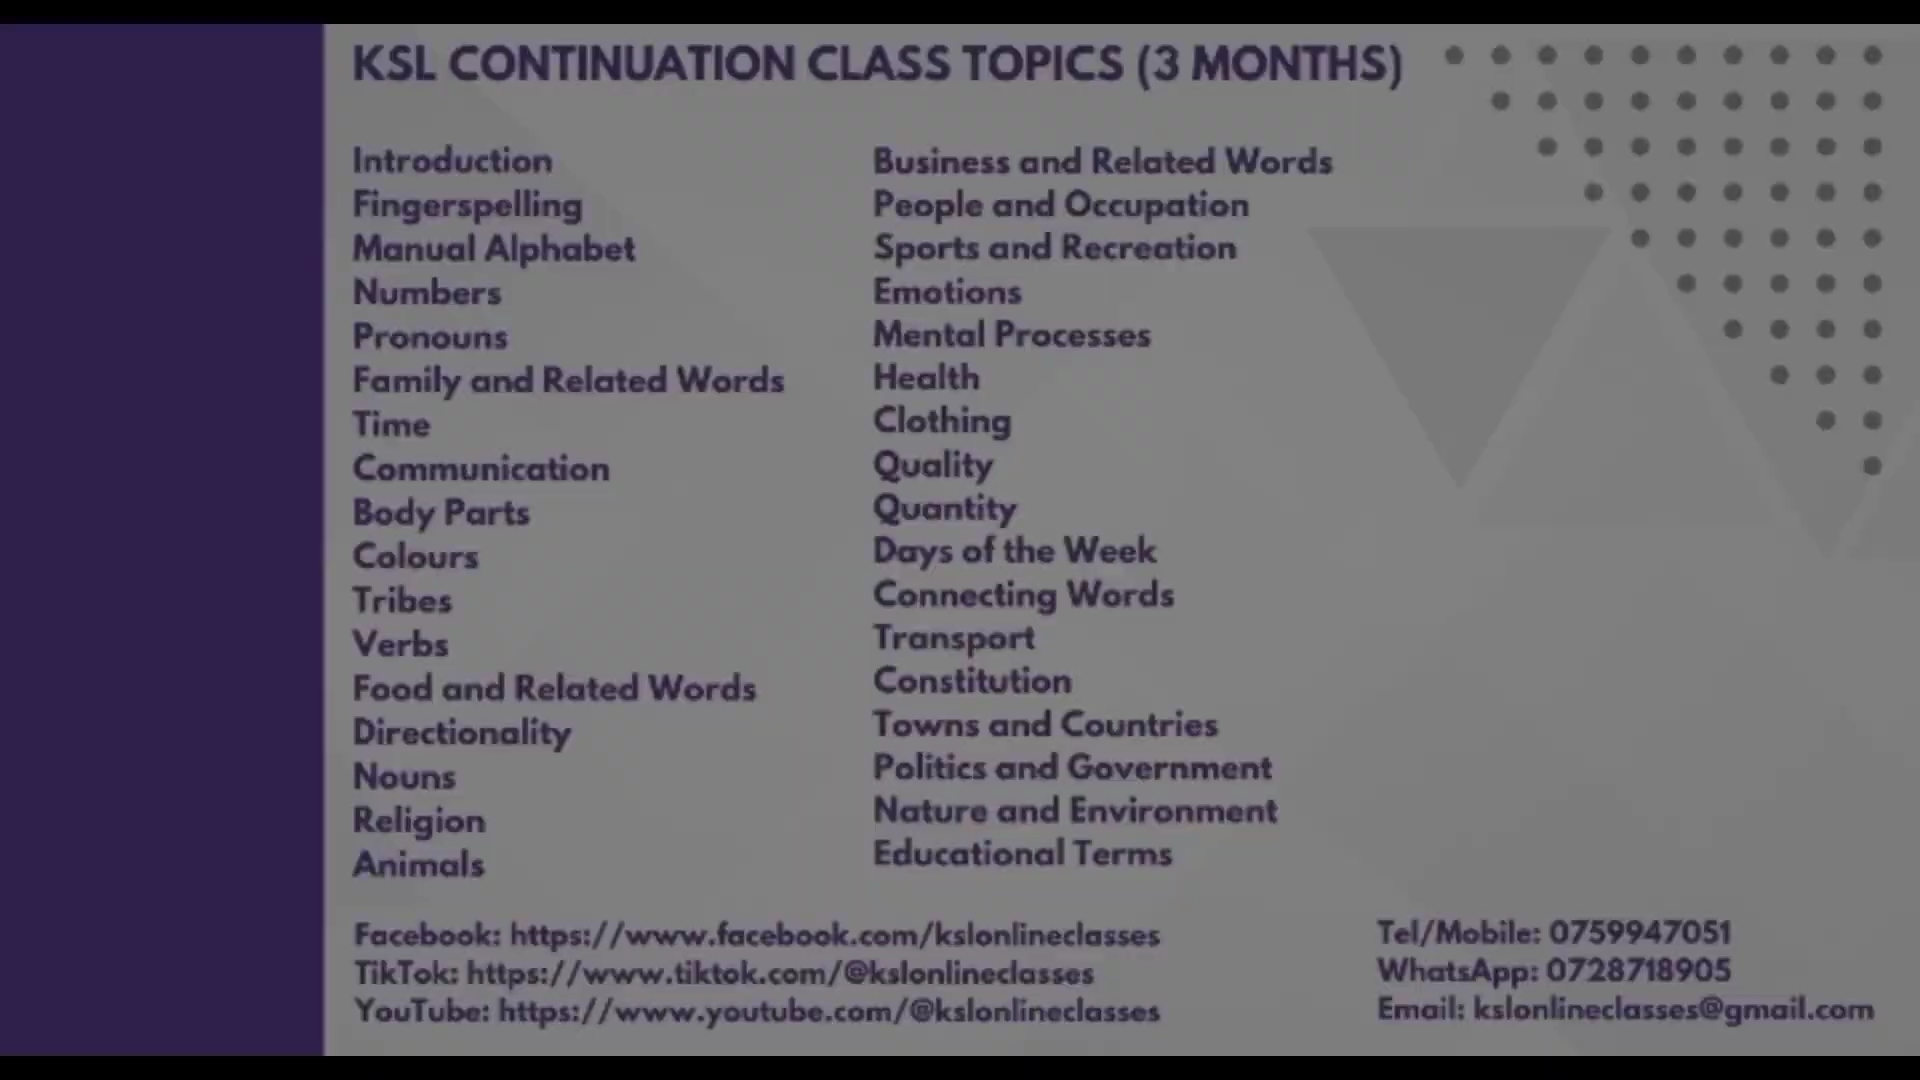 KSL CONTINUATION CLASS TOPICS (3 MONTHS)
Introduction
Fingerspelling
Manual Alphabet
Numbers
Pronouns
Family and Related Words
Time
Communication
Body Parts
Colours
Tribes
Verbs
Food and Related Words
Directionality
Nouns
Religion
Animals
Business and Related Words
People and Occupation
Sports and Recreation
Emotions
Mental Processes
Health
Clothing
Quality
Quantity
Days of the Week
Connecting Words
Transport
Constitution
Towns and Countries
Politics and Government
Nature and Environment
Educational Terms
Facebook: https://www.facebook.com/kslonlineclasses
TikTok: https://www.tiktok.com/@kslonlineclasses
YouTube: https://www.youtube.com/@kslonlineclasses
Tel/Mobile: 0759947051
WhatsApp: 0728718905
Email: kslonlineclasses@gmail.com